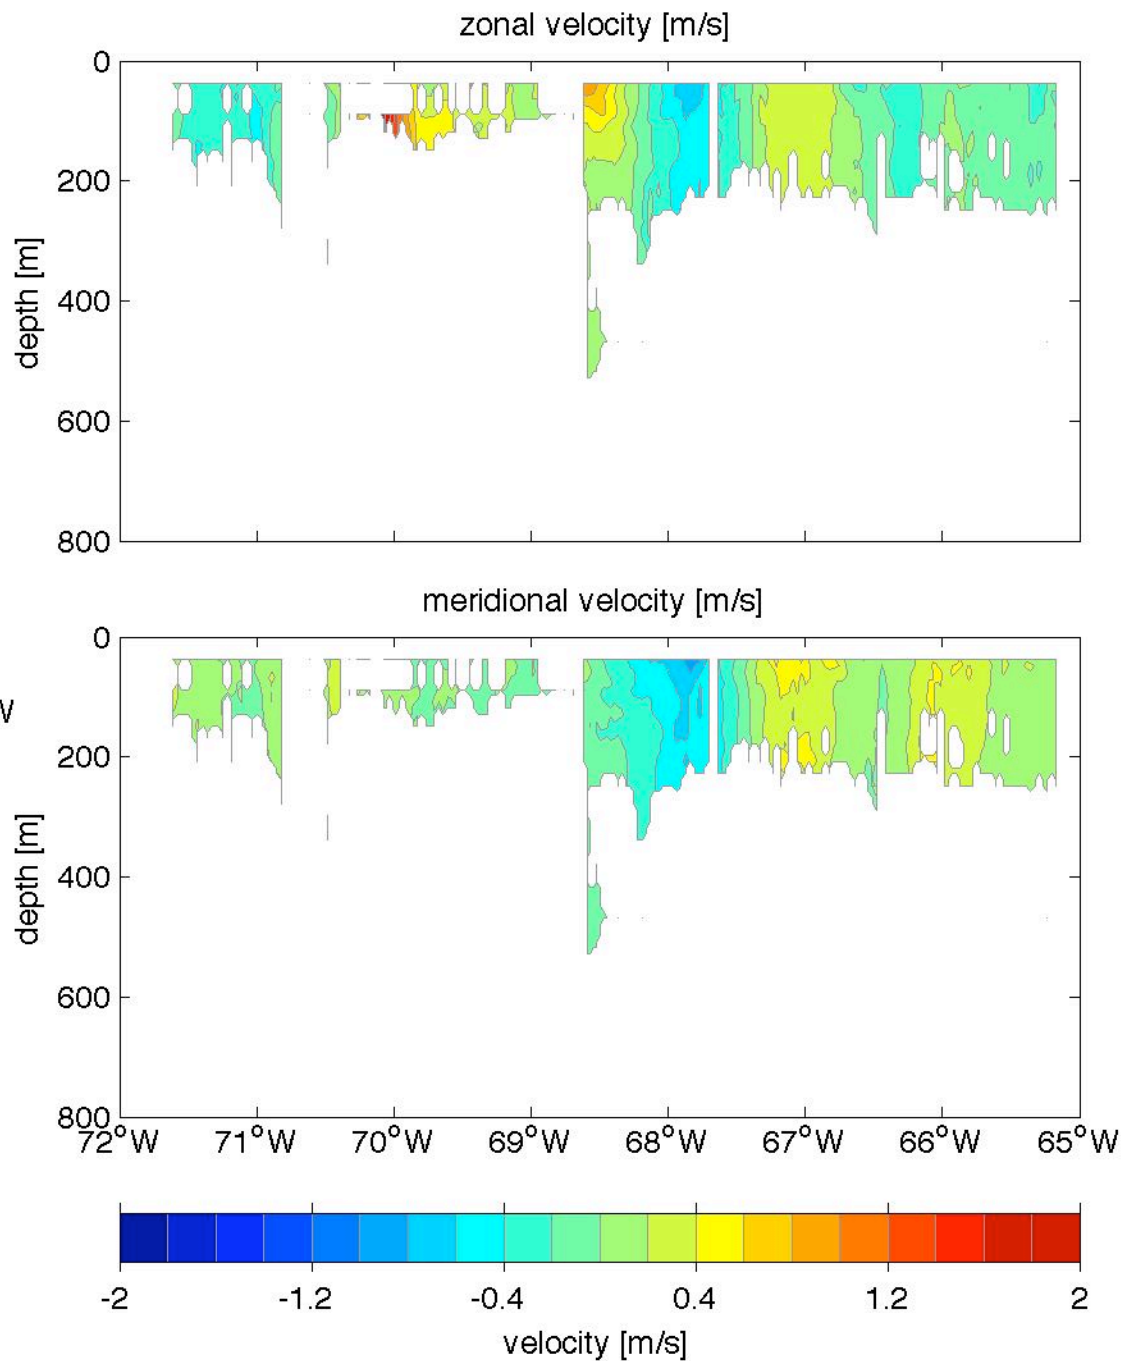 zonal velocity [m/s]
0
200
400
600
800
depth [m]
meridional velocity [m/s]
0
W
200
400
600
800
depth [m]
72°W 71°W 70°W 69°W 68°W 67°W 66°W 65°W
-2 -1.2 -0.4 0.4 1.2 2
velocity [m/s]